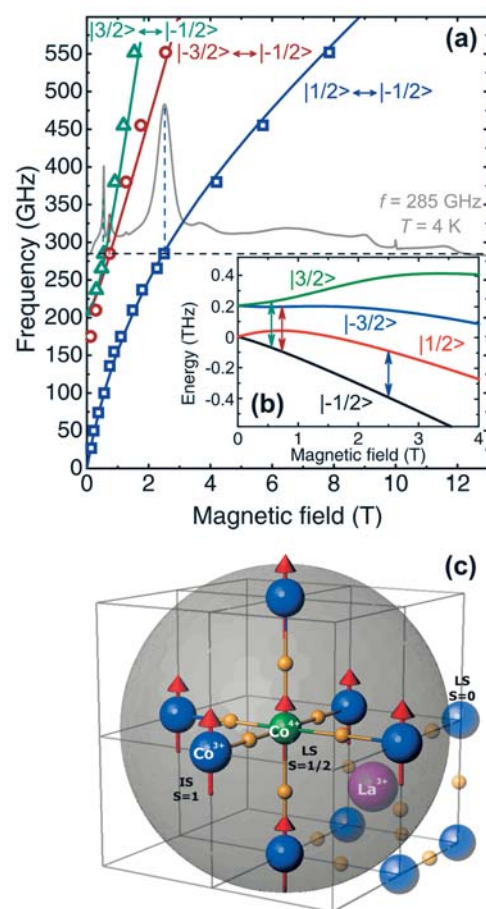 |3/2>↔|-1/2>
(a)
|-3/2>↔|-1/2>
|1/2>↔|-1/2>
550
500
450
400
350
300
250
200
150
100
50
0
Frequency (GHz)
f = 285 GHz
T = 4 K
0.4
0.2
0
-0.2
-0.4
Energy (THz)
|3/2>
|-3/2>
|1/2>
|-1/2>
(b)
0 1 2 3 4
Magnetic field (T)
0 2 4 6 8 10 12
Magnetic field (T)
(c)
LS
S=0
Co4+
LS
S=1/2
Co3+
IS
S=1
La3+